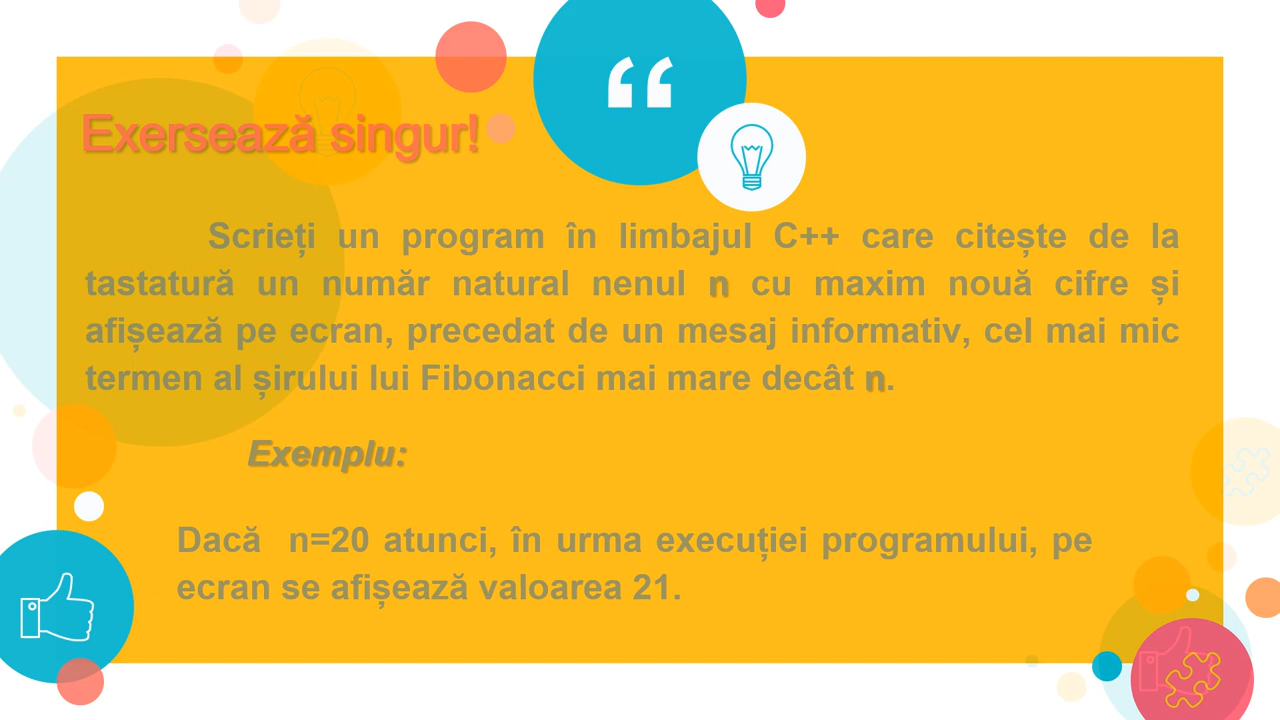 “
Exersează singur!
Scrieți un program în limbajul C++ care citește de la
tastatură un număr natural nenul n cu maxim nouă cifre și
afișează pe ecran, precedat de un mesaj informativ, cel mai mic
termen al șirului lui Fibonacci mai mare decât n.
Exemplu:
Dacă n=20 atunci, în urma execuției programului, pe
ecran se afișează valoarea 21.